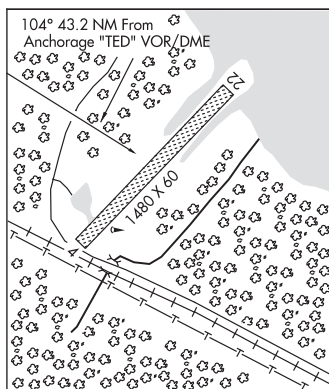 104° 43.2 NM From
Anchorage "TED" VOR/DME
22
1480 X 60
4